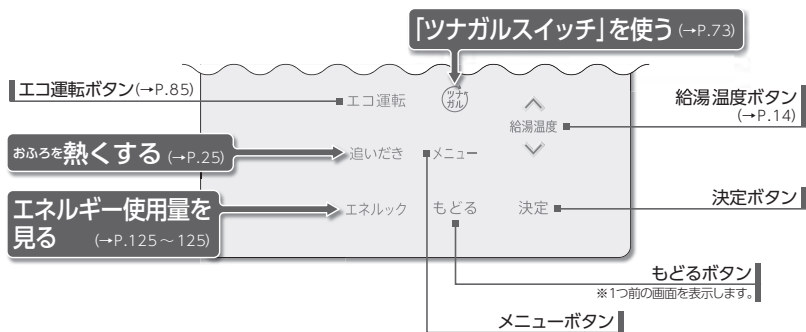 「ツナガルスイッチ」を使う(→P.73)
エコ運転ボタン(→P.85)
エコ運転
ツナ
ガル
給湯温度ボタン
(→P.14)
給湯温度
おふろを熱くする(→P.25)
追いだき
メニュー
エネルギー使用量を
見る (→P.125~125)
エネルック
もどる
決定
決定ボタン
もどるボタン
※1つ前の画面を表示します。
メニューボタン